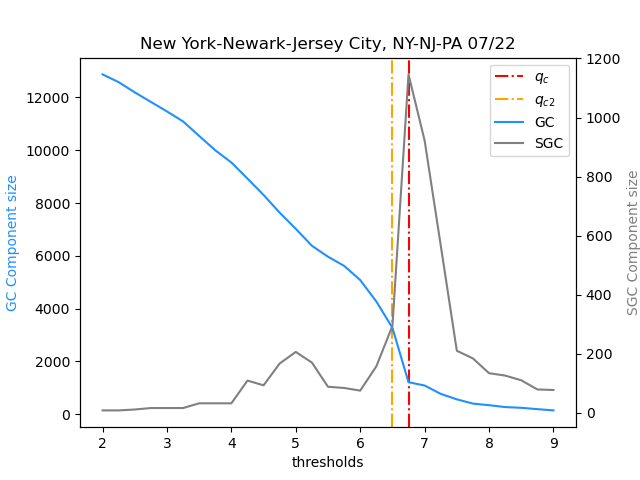 New York-Newark-Jersey City, NY-NJ-PA 07/22
GC Component size
12000
10000
8000
6000
4000
2000
0
2 3 4 5 6 7 8 9
thresholds
1200
1000
800
600
400
200
0
SGC Component size
q_c
q_c2
GC
SGC